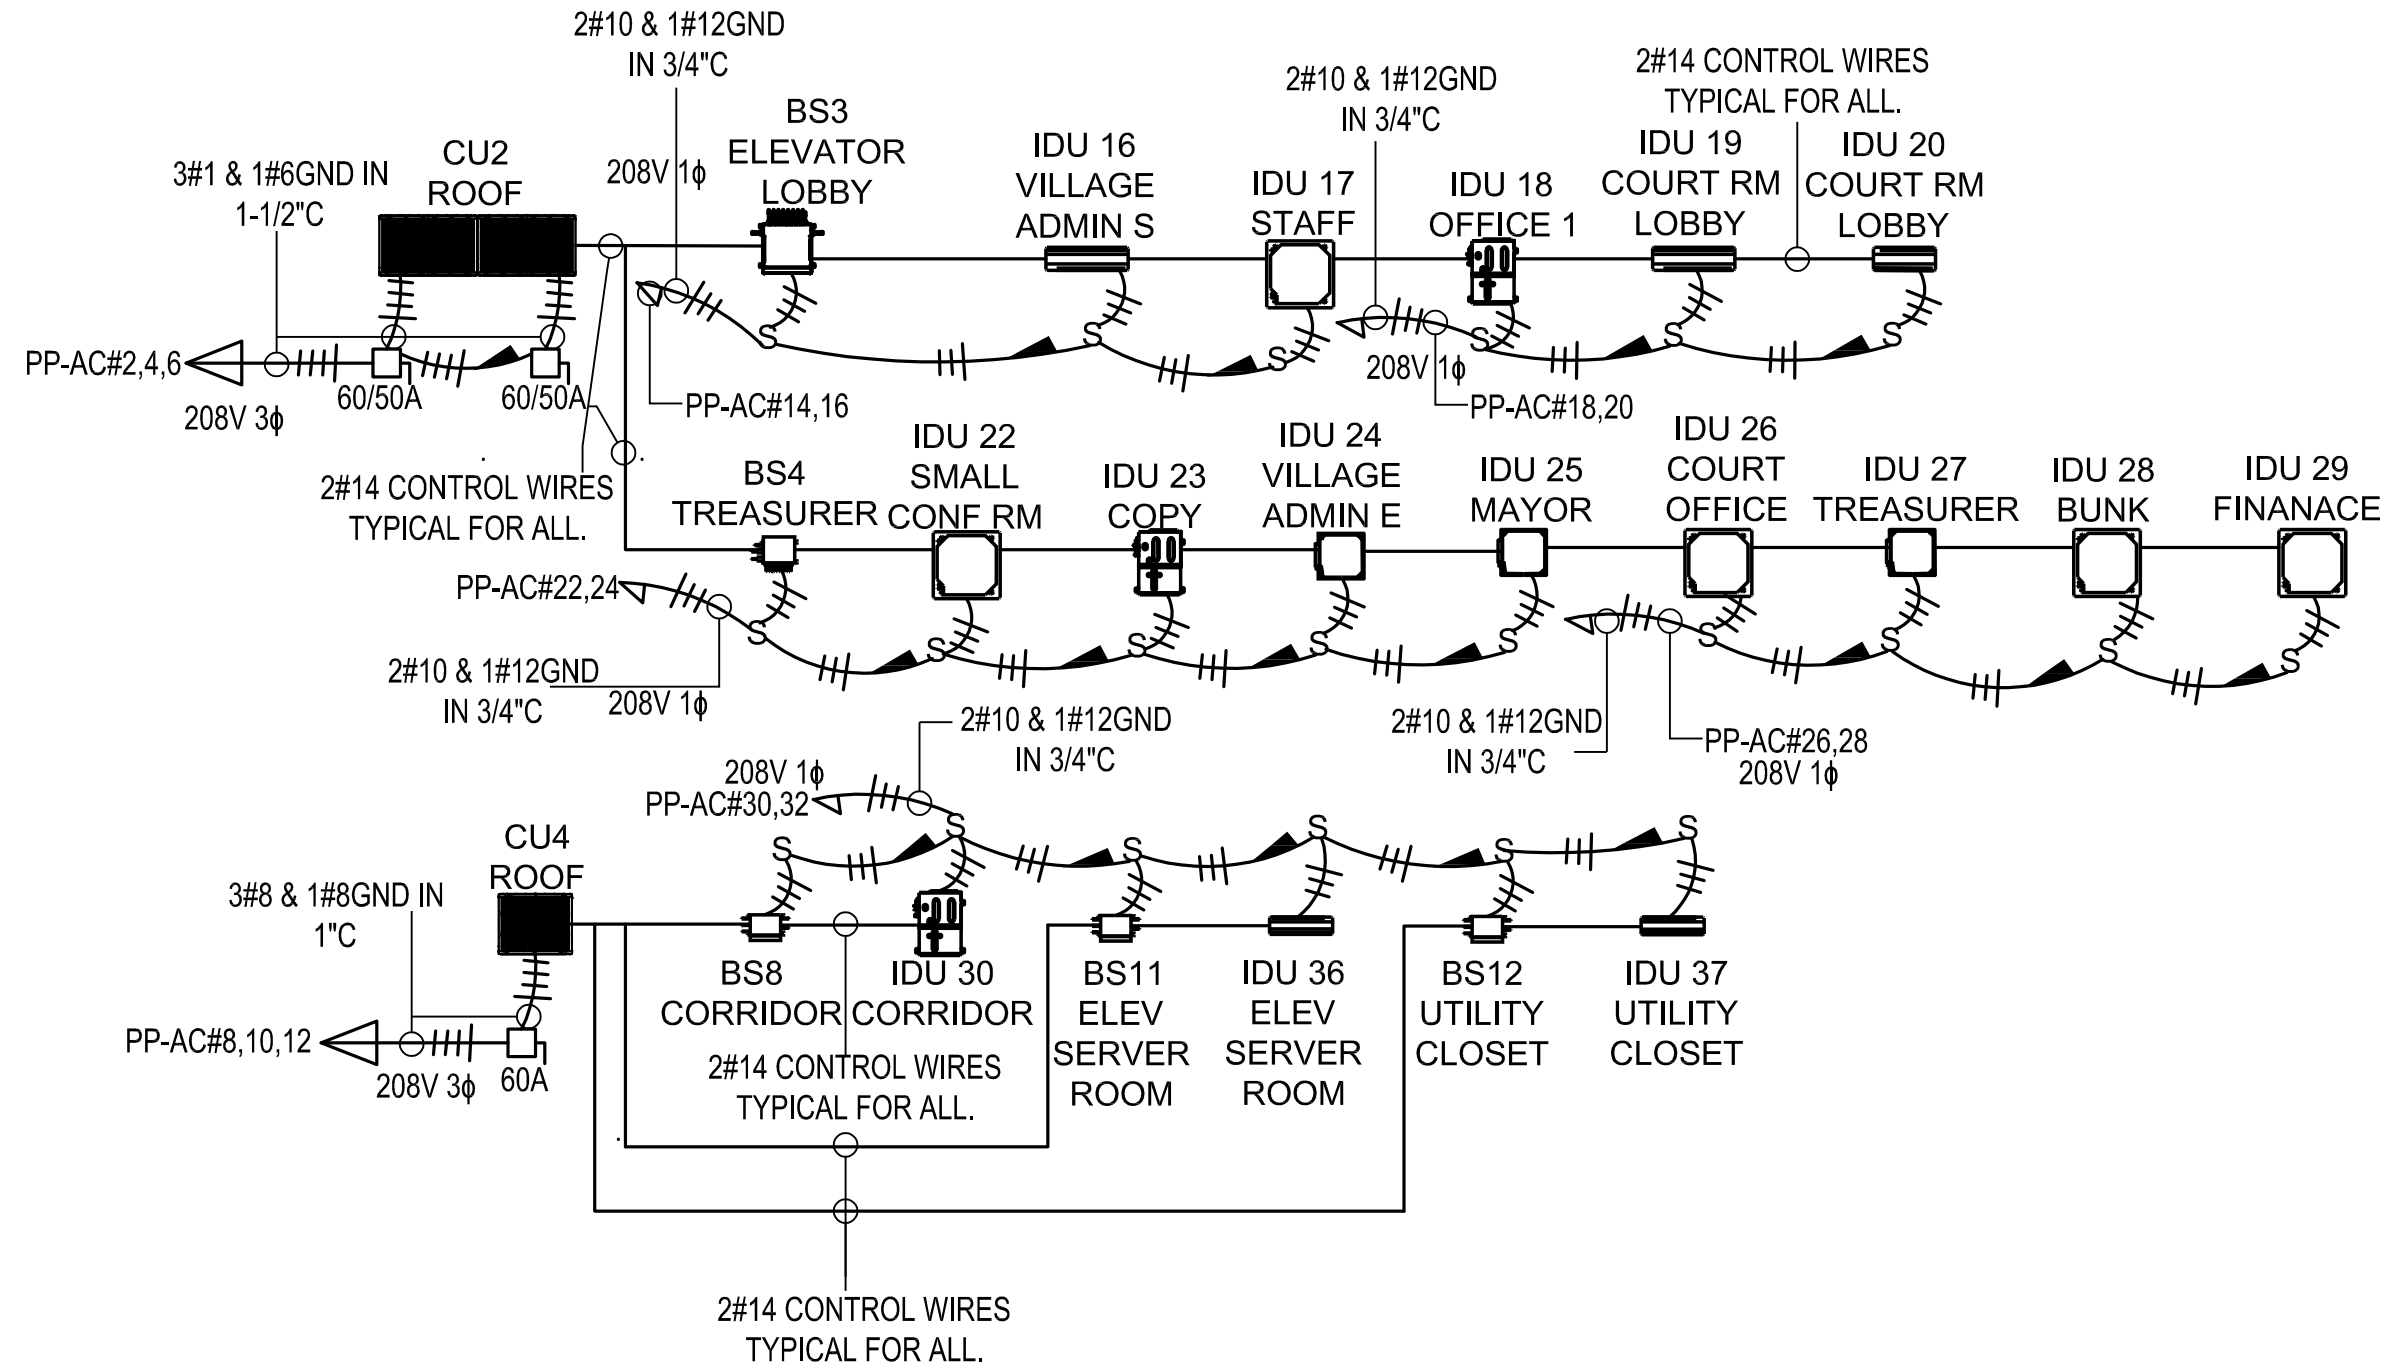 2#10 & 1#12GND
IN 3/4"C
2#10 & 1#12GND
IN 3/4"C
2#14 CONTROL WIRES
TYPICAL FOR ALL.
3#1 & 1#6GND IN
1-1/2"C
CU2
ROOF
208V 1ϕ
BS3
ELEVATOR
LOBBY
IDU 16
VILLAGE
ADMIN S
IDU 17
STAFF
IDU 18
OFFICE 1
IDU 19
COURT RM
LOBBY
IDU 20
COURT RM
LOBBY
S
S
S
S
S
S
PP-AC#2,4,6
208V 3ϕ
60/50A
60/50A
PP-AC#14,16
208V 1ϕ
PP-AC#18,20
2#14 CONTROL WIRES
TYPICAL FOR ALL.
BS4
TREASURER
IDU 22
SMALL
CONF RM
IDU 23
COPY
IDU 24
VILLAGE
ADMIN E
IDU 25
MAYOR
IDU 26
COURT
OFFICE
IDU 27
TREASURER
IDU 28
BUNK
IDU 29
FINANACE
PP-AC#22,24
S
S
S
S
S
S
S
S
S
2#10 & 1#12GND
IN 3/4"C
208V 1ϕ
2#10 & 1#12GND
IN 3/4"C
2#10 & 1#12GND
IN 3/4"C
PP-AC#26,28
208V 1ϕ
208V 1ϕ
PP-AC#30,32
S
S
S
S
S
S
CU4
ROOF
3#8 & 1#8GND IN
1"C
BS8
CORRIDOR
IDU 30
CORRIDOR
BS11
ELEV
SERVER
ROOM
IDU 36
ELEV
SERVER
ROOM
BS12
UTILITY
CLOSET
IDU 37
UTILITY
CLOSET
PP-AC#8,10,12
208V 3ϕ
60A
2#14 CONTROL WIRES
TYPICAL FOR ALL.
2#14 CONTROL WIRES
TYPICAL FOR ALL.